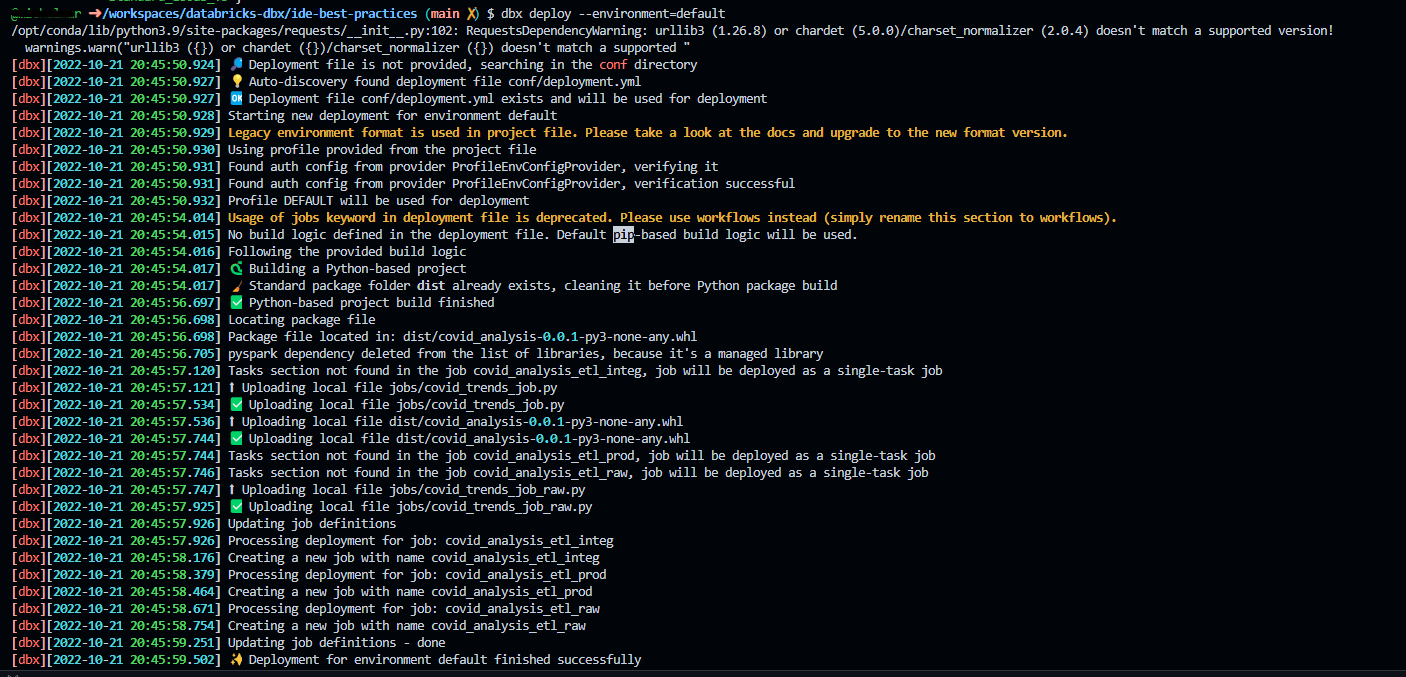 ➜/workspaces/databricks-dbx/ide-best-practices (main ✗) $ dbx deploy --environment=default
/opt/conda/lib/python3.9/site-packages/requests/__init__.py:102: RequestsDependencyWarning: urllib3 (1.26.8) or chardet (5.0.0)/charset_normalizer (2.0.4) doesn't match a supported version!
warnings.warn("urllib3 ({}) or chardet ({})/charset_normalizer ({}) doesn't match a supported "
[dbx][2022-10-21 20:45:50.924] 🔎 Deployment file is not provided, searching in the conf directory
[dbx][2022-10-21 20:45:50.927] 💡 Auto-discovery found deployment file conf/deployment.yml
[dbx][2022-10-21 20:45:50.927] 🆗 Deployment file conf/deployment.yml exists and will be used for deployment
[dbx][2022-10-21 20:45:50.928] Starting new deployment for environment default
[dbx][2022-10-21 20:45:50.929] Legacy environment format is used in project file. Please take a look at the docs and upgrade to the new format version.
[dbx][2022-10-21 20:45:50.930] Using profile provided from the project file
[dbx][2022-10-21 20:45:50.931] Found auth config from provider ProfileEnvConfigProvider, verifying it
[dbx][2022-10-21 20:45:50.931] Found auth config from provider ProfileEnvConfigProvider, verification successful
[dbx][2022-10-21 20:45:50.932] Profile DEFAULT will be used for deployment
[dbx][2022-10-21 20:45:54.014] Usage of jobs keyword in deployment file is deprecated. Please use workflows instead (simply rename this section to workflows).
[dbx][2022-10-21 20:45:54.015] No build logic defined in the deployment file. Default pip-based build logic will be used.
[dbx][2022-10-21 20:45:54.016] Following the provided build logic
[dbx][2022-10-21 20:45:54.017] 🐍 Building a Python-based project
[dbx][2022-10-21 20:45:54.017] 🧹 Standard package folder dist already exists, cleaning it before Python package build
[dbx][2022-10-21 20:45:56.697] ✅ Python-based project build finished
[dbx][2022-10-21 20:45:56.698] Locating package file
[dbx][2022-10-21 20:45:56.698] Package file located in: dist/covid_analysis-0.0.1-py3-none-any.whl
[dbx][2022-10-21 20:45:56.705] pyspark dependency deleted from the list of libraries, because it's a managed library
[dbx][2022-10-21 20:45:57.120] Tasks section not found in the job covid_analysis_etl_integ, job will be deployed as a single-task job
[dbx][2022-10-21 20:45:57.121] ⬆ Uploading local file jobs/covid_trends_job.py
[dbx][2022-10-21 20:45:57.534] ✅ Uploading local file jobs/covid_trends_job.py
[dbx][2022-10-21 20:45:57.536] ⬆ Uploading local file dist/covid_analysis-0.0.1-py3-none-any.whl
[dbx][2022-10-21 20:45:57.744] ✅ Uploading local file dist/covid_analysis-0.0.1-py3-none-any.whl
[dbx][2022-10-21 20:45:57.744] Tasks section not found in the job covid_analysis_etl_prod, job will be deployed as a single-task job
[dbx][2022-10-21 20:45:57.746] Tasks section not found in the job covid_analysis_etl_raw, job will be deployed as a single-task job
[dbx][2022-10-21 20:45:57.747] ⬆ Uploading local file jobs/covid_trends_job_raw.py
[dbx][2022-10-21 20:45:57.925] ✅ Uploading local file jobs/covid_trends_job_raw.py
[dbx][2022-10-21 20:45:57.926] Updating job definitions
[dbx][2022-10-21 20:45:57.926] Processing deployment for job: covid_analysis_etl_integ
[dbx][2022-10-21 20:45:58.176] Creating a new job with name covid_analysis_etl_integ
[dbx][2022-10-21 20:45:58.379] Processing deployment for job: covid_analysis_etl_prod
[dbx][2022-10-21 20:45:58.464] Creating a new job with name covid_analysis_etl_prod
[dbx][2022-10-21 20:45:58.671] Processing deployment for job: covid_analysis_etl_raw
[dbx][2022-10-21 20:45:58.754] Creating a new job with name covid_analysis_etl_raw
[dbx][2022-10-21 20:45:59.251] Updating job definitions - done
[dbx][2022-10-21 20:45:59.502] ✨ Deployment for environment default finished successfully